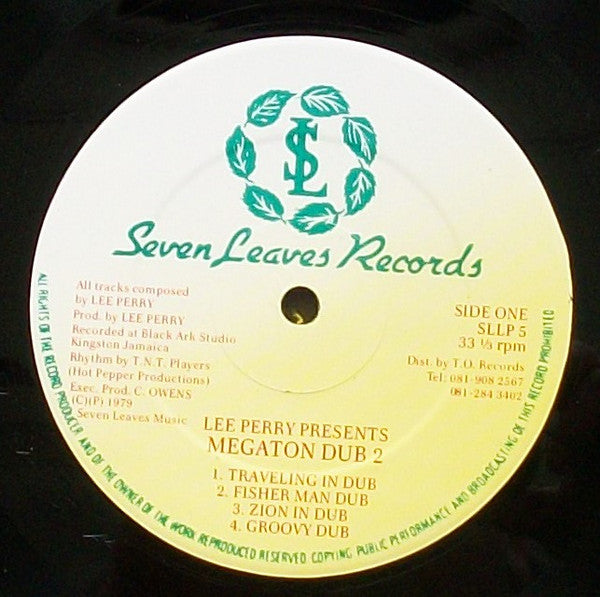 SL
Seven Leaves Records
All tracks composed
by LEE PERRY
Prod. by LEE PERRY
Recorded at Black Ark Studio
Kingston Jamaica
Rhythm by T.N.T. Players
(Hot Pepper Productions)
Exec. Prod. C. OWENS
(C)(P) 1979
Seven Leaves Music
SIDE ONE
SLLP 5
33 ⅓ rpm
Dist. by T.O. Records
Tel: 081-908 2567
081-284 3402
LEE PERRY PRESENTS
MEGATON DUB 2
1. TRAVELING IN DUB
2. FISHER MAN DUB
3. ZION IN DUB
4. GROOVY DUB
ALL RIGHTS OF THE RECORD PRODUCER AND OF THE OWNER OF THE WORK REPRODUCED RESERVED COPYING PUBLIC PERFORMANCE AND BROADCASTING OF THIS RECORD PROHIBITED